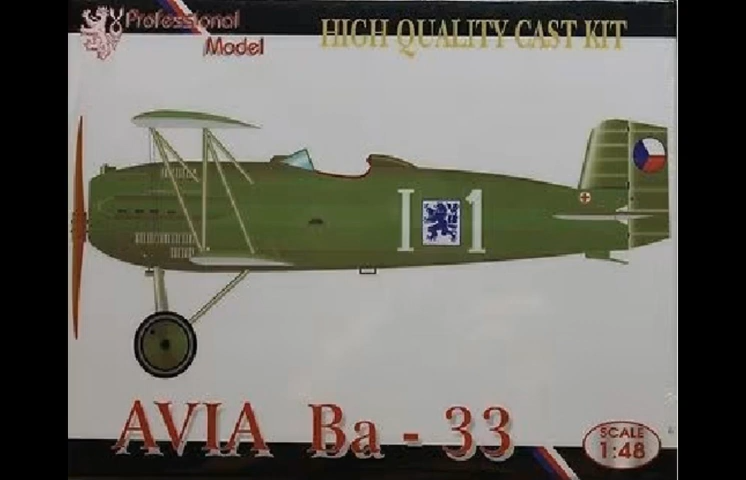 Professional
Model
HIGH QUALITY CAST KIT
I 1
AVIA Ba - 33
SCALE
1:48